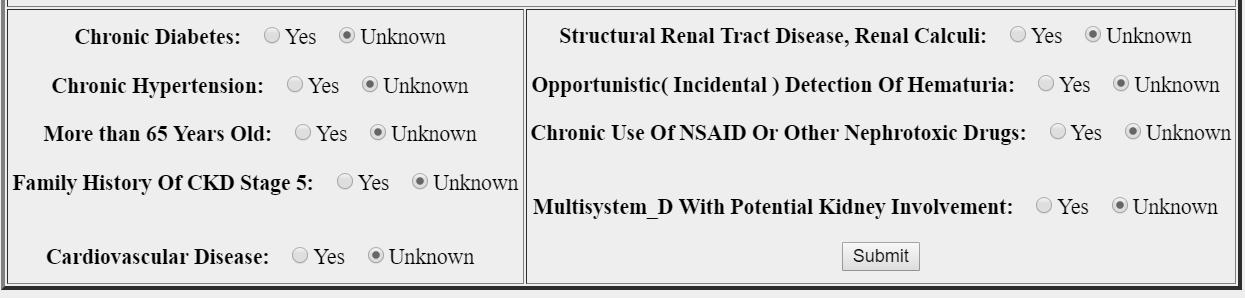 Chronic Diabetes: Yes Unknown
Chronic Hypertension: Yes Unknown
More than 65 Years Old: Yes Unknown
Family History Of CKD Stage 5: Yes Unknown
Cardiovascular Disease: Yes Unknown
Structural Renal Tract Disease, Renal Calculi: Yes Unknown
Opportunistic( Incidental ) Detection Of Hematuria: Yes Unknown
Chronic Use Of NSAID Or Other Nephrotoxic Drugs: Yes Unknown
Multisystem_D With Potential Kidney Involvement: Yes Unknown
Submit